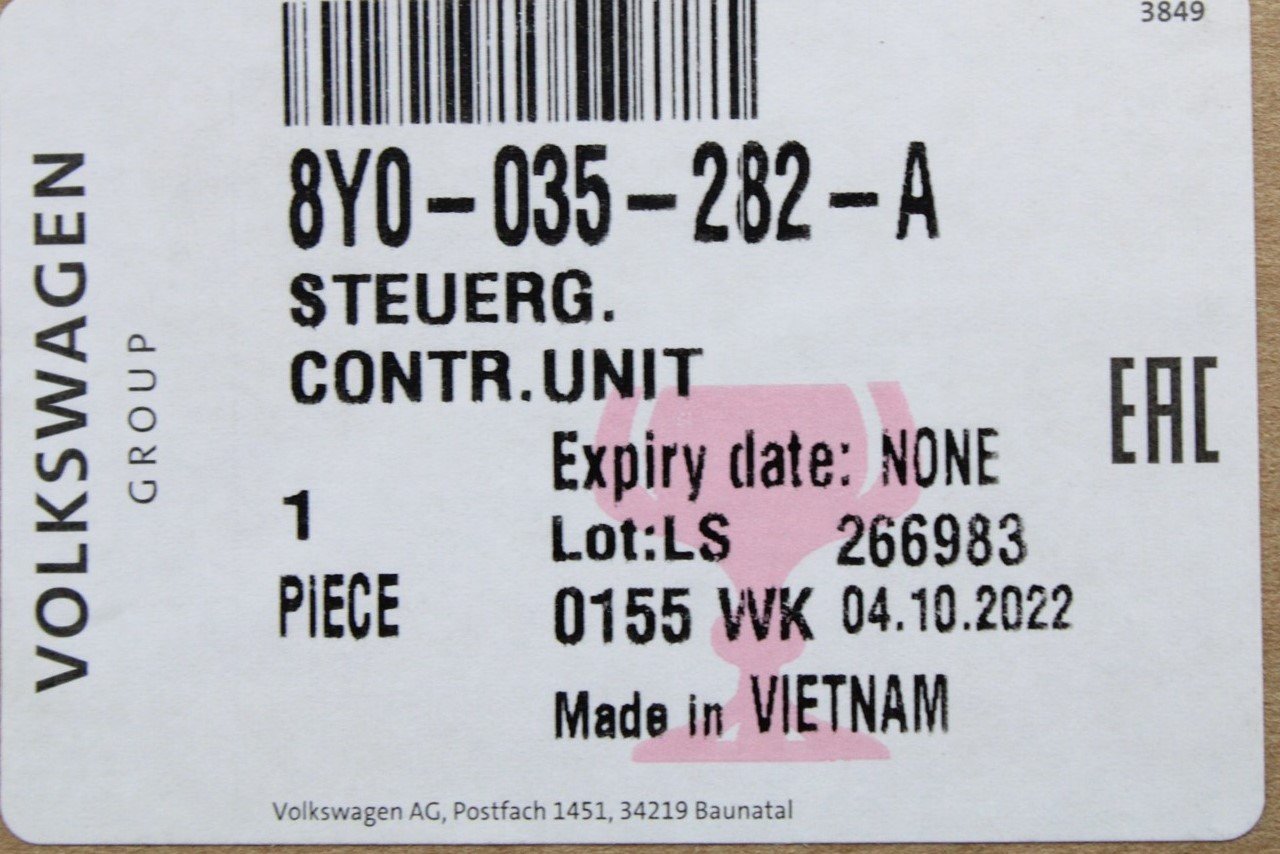 3849
VOLKSWAGEN
GROUP
8Y0-035-282-A
STEUERG.
CONTR.UNIT
EAC
Expiry date: NONE
1
Lot:LS 266983
PIECE
0155 WK 04.10.2022
Made in VIETNAM
Volkswagen AG, Postfach 1451, 34219 Baunatal